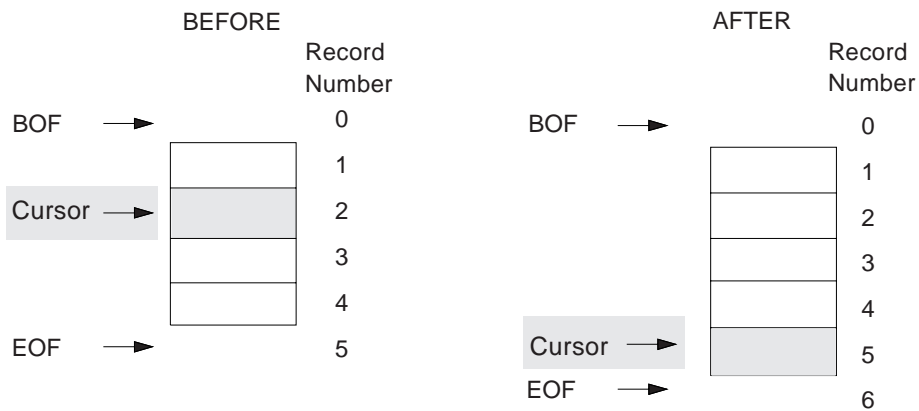 BEFORE
Record
Number
BOF 0
1
Cursor 2
3
4
EOF 5
AFTER
Record
Number
BOF 0
1
2
3
4
Cursor 5
EOF 6